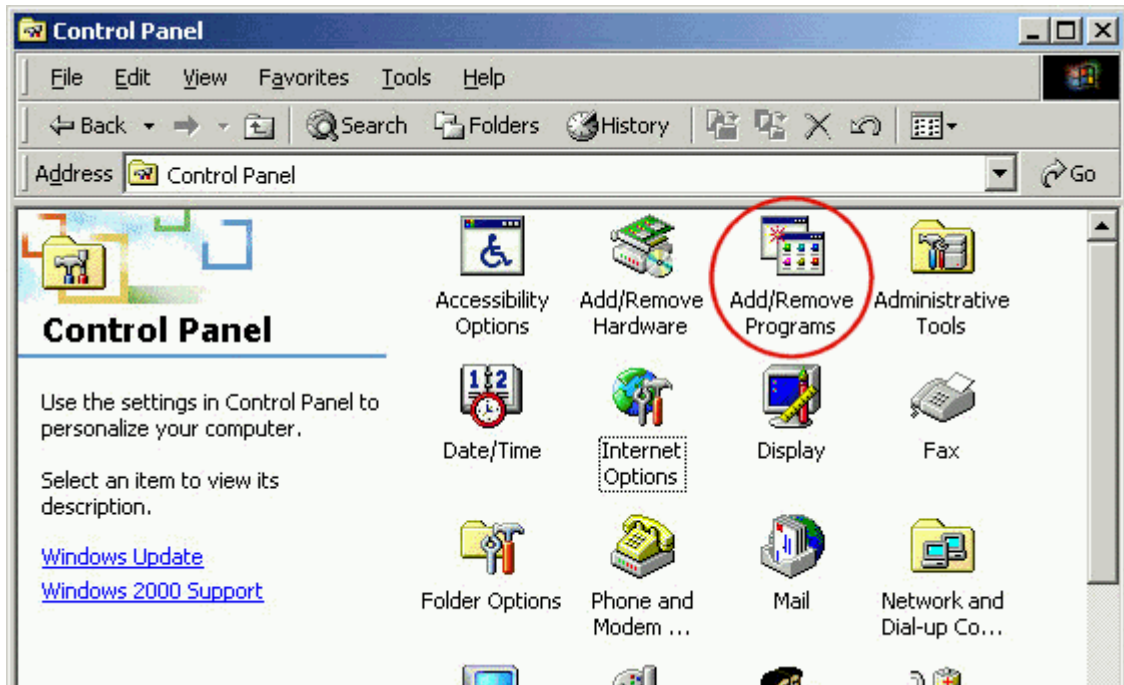 Control Panel
File Edit View Favorites Tools Help
Back Search Folders History
Address Control Panel Go
Control Panel
Use the settings in Control Panel to
personalize your computer.
Select an item to view its
description.
Windows Update
Windows 2000 Support
Accessibility
Options
Add/Remove
Hardware
Add/Remove
Programs
Administrative
Tools
1 2
Date/Time
Internet
Options
Display
Fax
Folder Options
Phone and
Modem ...
Mail
Network and
Dial-up Co...